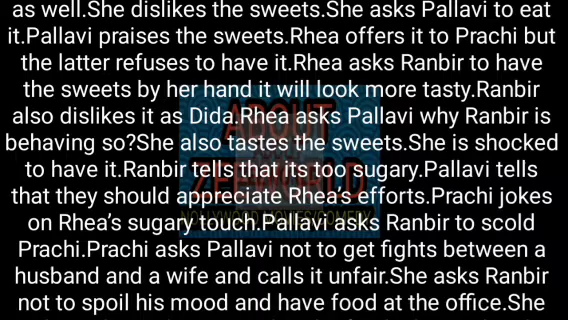 as well.She dislikes the sweets.She asks Pallavi to eat
it.Pallavi praises the sweets.Rhea offers it to Prachi but
the latter refuses to have it.Rhea asks Ranbir to have
the sweets by her hand it will look more tasty.Ranbir
also dislikes it as Dida.Rhea asks Pallavi why Ranbir is
behaving so?She also tastes the sweets.She is shocked
to have it.Ranbir tells that its too sugary.Pallavi tells
that they should appreciate Rhea’s efforts.Prachi jokes
on Rhea’s sugary touch.Pallavi asks Ranbir to scold
Prachi.Prachi asks Pallavi not to get fights between a
husband and a wife and calls it unfair.She asks Ranbir
not to spoil his mood and have food at the office.She
ABOUT
ZEEWORLD
NOLLYWOOD MOVIES/COMEDY